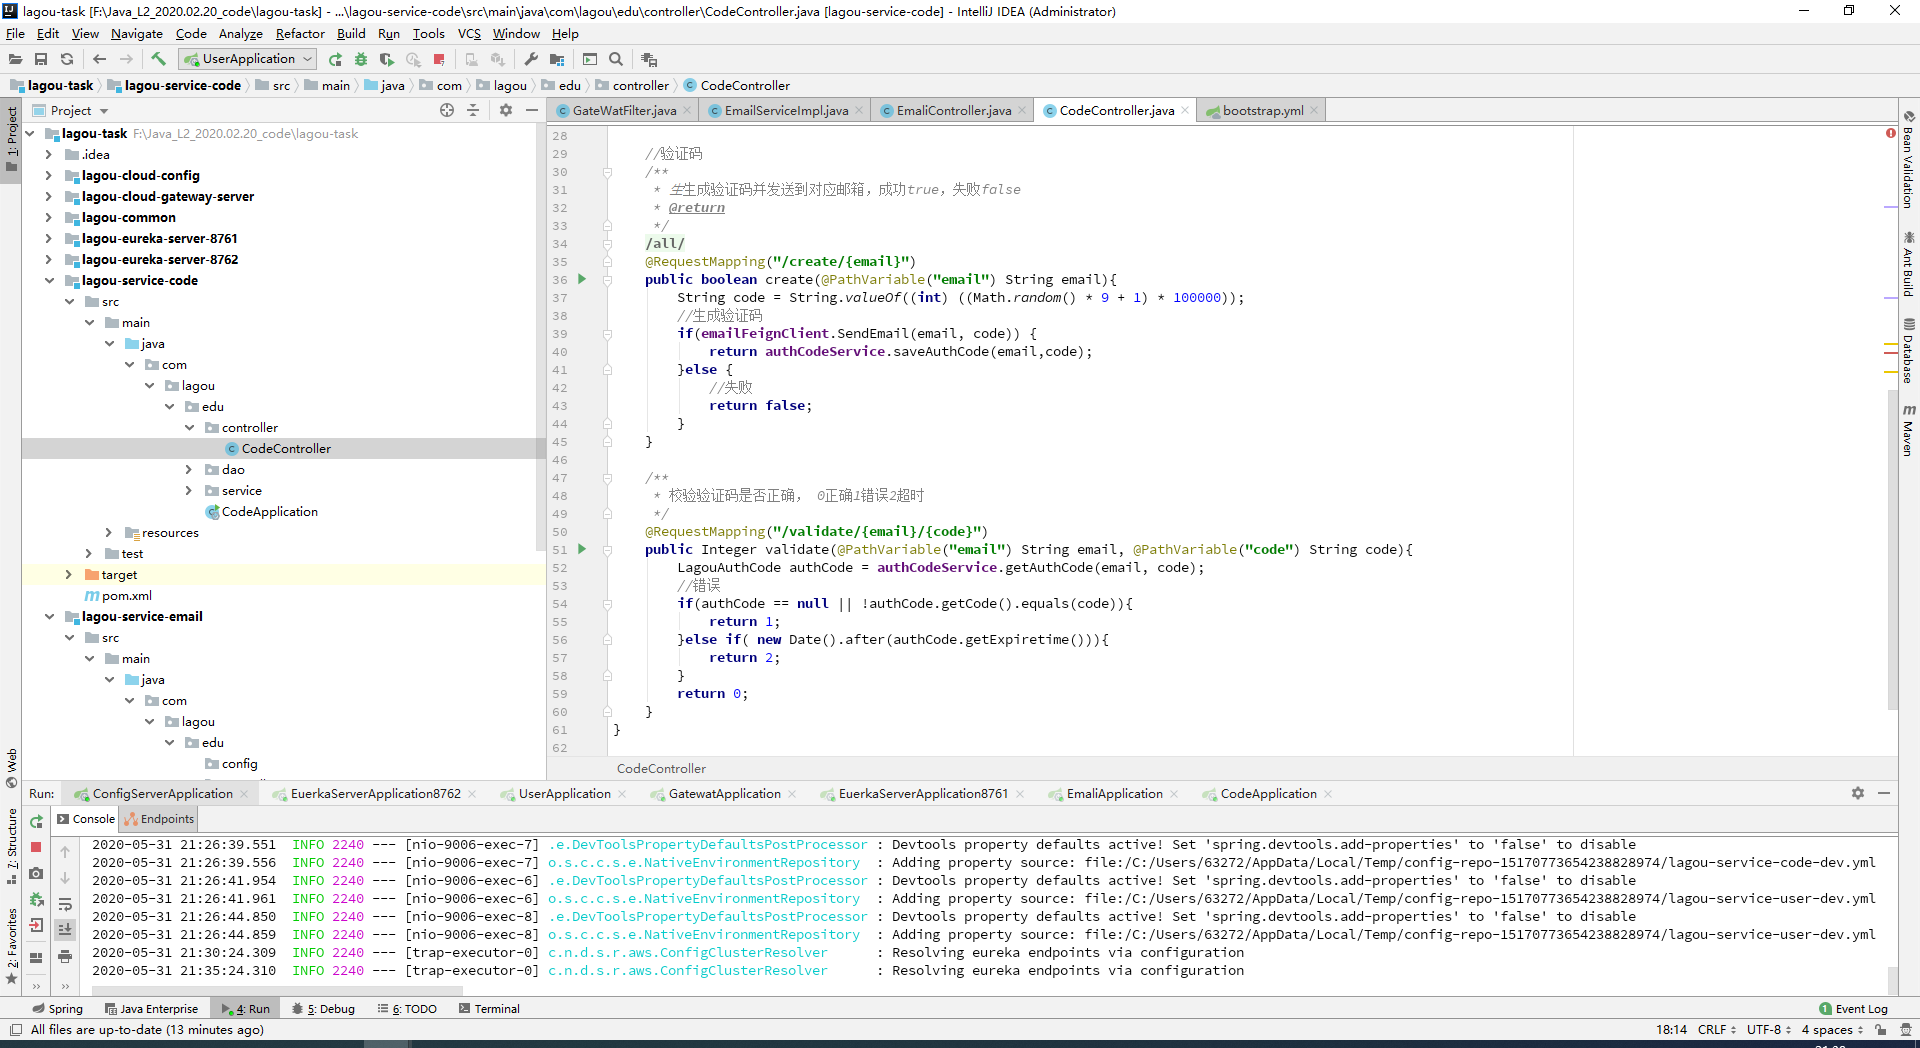 lagou-task [F:\Java_L2_2020.02.20_code\lagou-task] - ...\lagou-service-code\src\main\java\com\lagou\edu\controller\CodeController.java [lagou-service-code] - IntelliJ IDEA (Administrator)
File Edit View Navigate Code Analyze Refactor Build Run Tools VCS Window Help
UserApplication
lagou-task lagou-service-code src main java com lagou edu controller CodeController
Project
GateWatFilter.java EmailServiceImpl.java EmaliController.java CodeController.java bootstrap.yml
1: Project
lagou-task F:\Java_L2_2020.02.20_code\lagou-task
.idea
lagou-cloud-config
lagou-cloud-gateway-server
lagou-common
lagou-eureka-server-8761
lagou-eureka-server-8762
lagou-service-code
src
main
java
com
lagou
edu
controller
CodeController
dao
service
CodeApplication
resources
test
target
pom.xml
lagou-service-email
src
main
java
com
lagou
edu
config
28
29 //验证码
30 /**
31 * 生生成验证码并发送到对应邮箱，成功true，失败false
32 * @return
33 */
34 /all/
35 @RequestMapping("/create/{email}")
36 public boolean create(@PathVariable("email") String email){
37 String code = String.valueOf((int) ((Math.random() * 9 + 1) * 100000));
38 //生成验证码
39 if(emailFeignClient.SendEmail(email, code)) {
40 return authCodeService.saveAuthCode(email,code);
41 }else {
42 //失败
43 return false;
44 }
45 }
46
47 /**
48 * 校验验证码是否正确， 0正确1错误2超时
49 */
50 @RequestMapping("/validate/{email}/{code}")
51 public Integer validate(@PathVariable("email") String email, @PathVariable("code") String code){
52 LagouAuthCode authCode = authCodeService.getAuthCode(email, code);
53 //错误
54 if(authCode == null || !authCode.getCode().equals(code)){
55 return 1;
56 }else if( new Date().after(authCode.getExpiretime())){
57 return 2;
58 }
59 return 0;
60 }
61 }
62
CodeController
Bean Validation
Ant Build
Database
Maven
Web
7: Structure
2: Favorites
Run: ConfigServerApplication EuerkaServerApplication8762 UserApplication GatewatApplication EuerkaServerApplication8761 EmaliApplication CodeApplication
Console Endpoints
2020-05-31 21:26:39.551 INFO 2240 --- [nio-9006-exec-7] .e.DevToolsPropertyDefaultsPostProcessor : Devtools property defaults active! Set 'spring.devtools.add-properties' to 'false' to disable
2020-05-31 21:26:39.556 INFO 2240 --- [nio-9006-exec-7] o.s.c.c.s.e.NativeEnvironmentRepository : Adding property source: file:/C:/Users/63272/AppData/Local/Temp/config-repo-15170773654238828974/lagou-service-code-dev.yml
2020-05-31 21:26:41.954 INFO 2240 --- [nio-9006-exec-6] .e.DevToolsPropertyDefaultsPostProcessor : Devtools property defaults active! Set 'spring.devtools.add-properties' to 'false' to disable
2020-05-31 21:26:41.961 INFO 2240 --- [nio-9006-exec-6] o.s.c.c.s.e.NativeEnvironmentRepository : Adding property source: file:/C:/Users/63272/AppData/Local/Temp/config-repo-15170773654238828974/lagou-service-user-dev.yml
2020-05-31 21:26:44.850 INFO 2240 --- [nio-9006-exec-8] .e.DevToolsPropertyDefaultsPostProcessor : Devtools property defaults active! Set 'spring.devtools.add-properties' to 'false' to disable
2020-05-31 21:26:44.859 INFO 2240 --- [nio-9006-exec-8] o.s.c.c.s.e.NativeEnvironmentRepository : Adding property source: file:/C:/Users/63272/AppData/Local/Temp/config-repo-15170773654238828974/lagou-service-user-dev.yml
2020-05-31 21:30:24.309 INFO 2240 --- [trap-executor-0] c.n.d.s.r.aws.ConfigClusterResolver : Resolving eureka endpoints via configuration
2020-05-31 21:35:24.310 INFO 2240 --- [trap-executor-0] c.n.d.s.r.aws.ConfigClusterResolver : Resolving eureka endpoints via configuration
Spring Java Enterprise 4: Run 5: Debug 6: TODO Terminal 1 Event Log
All files are up-to-date (13 minutes ago) 18:14 CRLF UTF-8 4 spaces